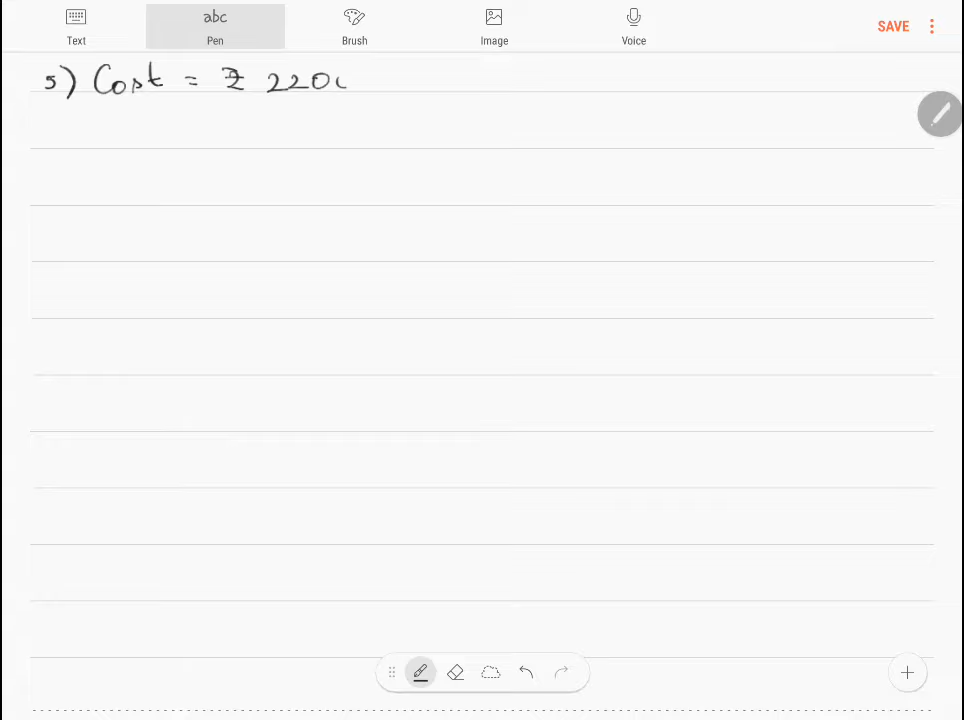 Text
abc
Pen
Brush
Image
Voice
SAVE
5) Cost = ₹ 220